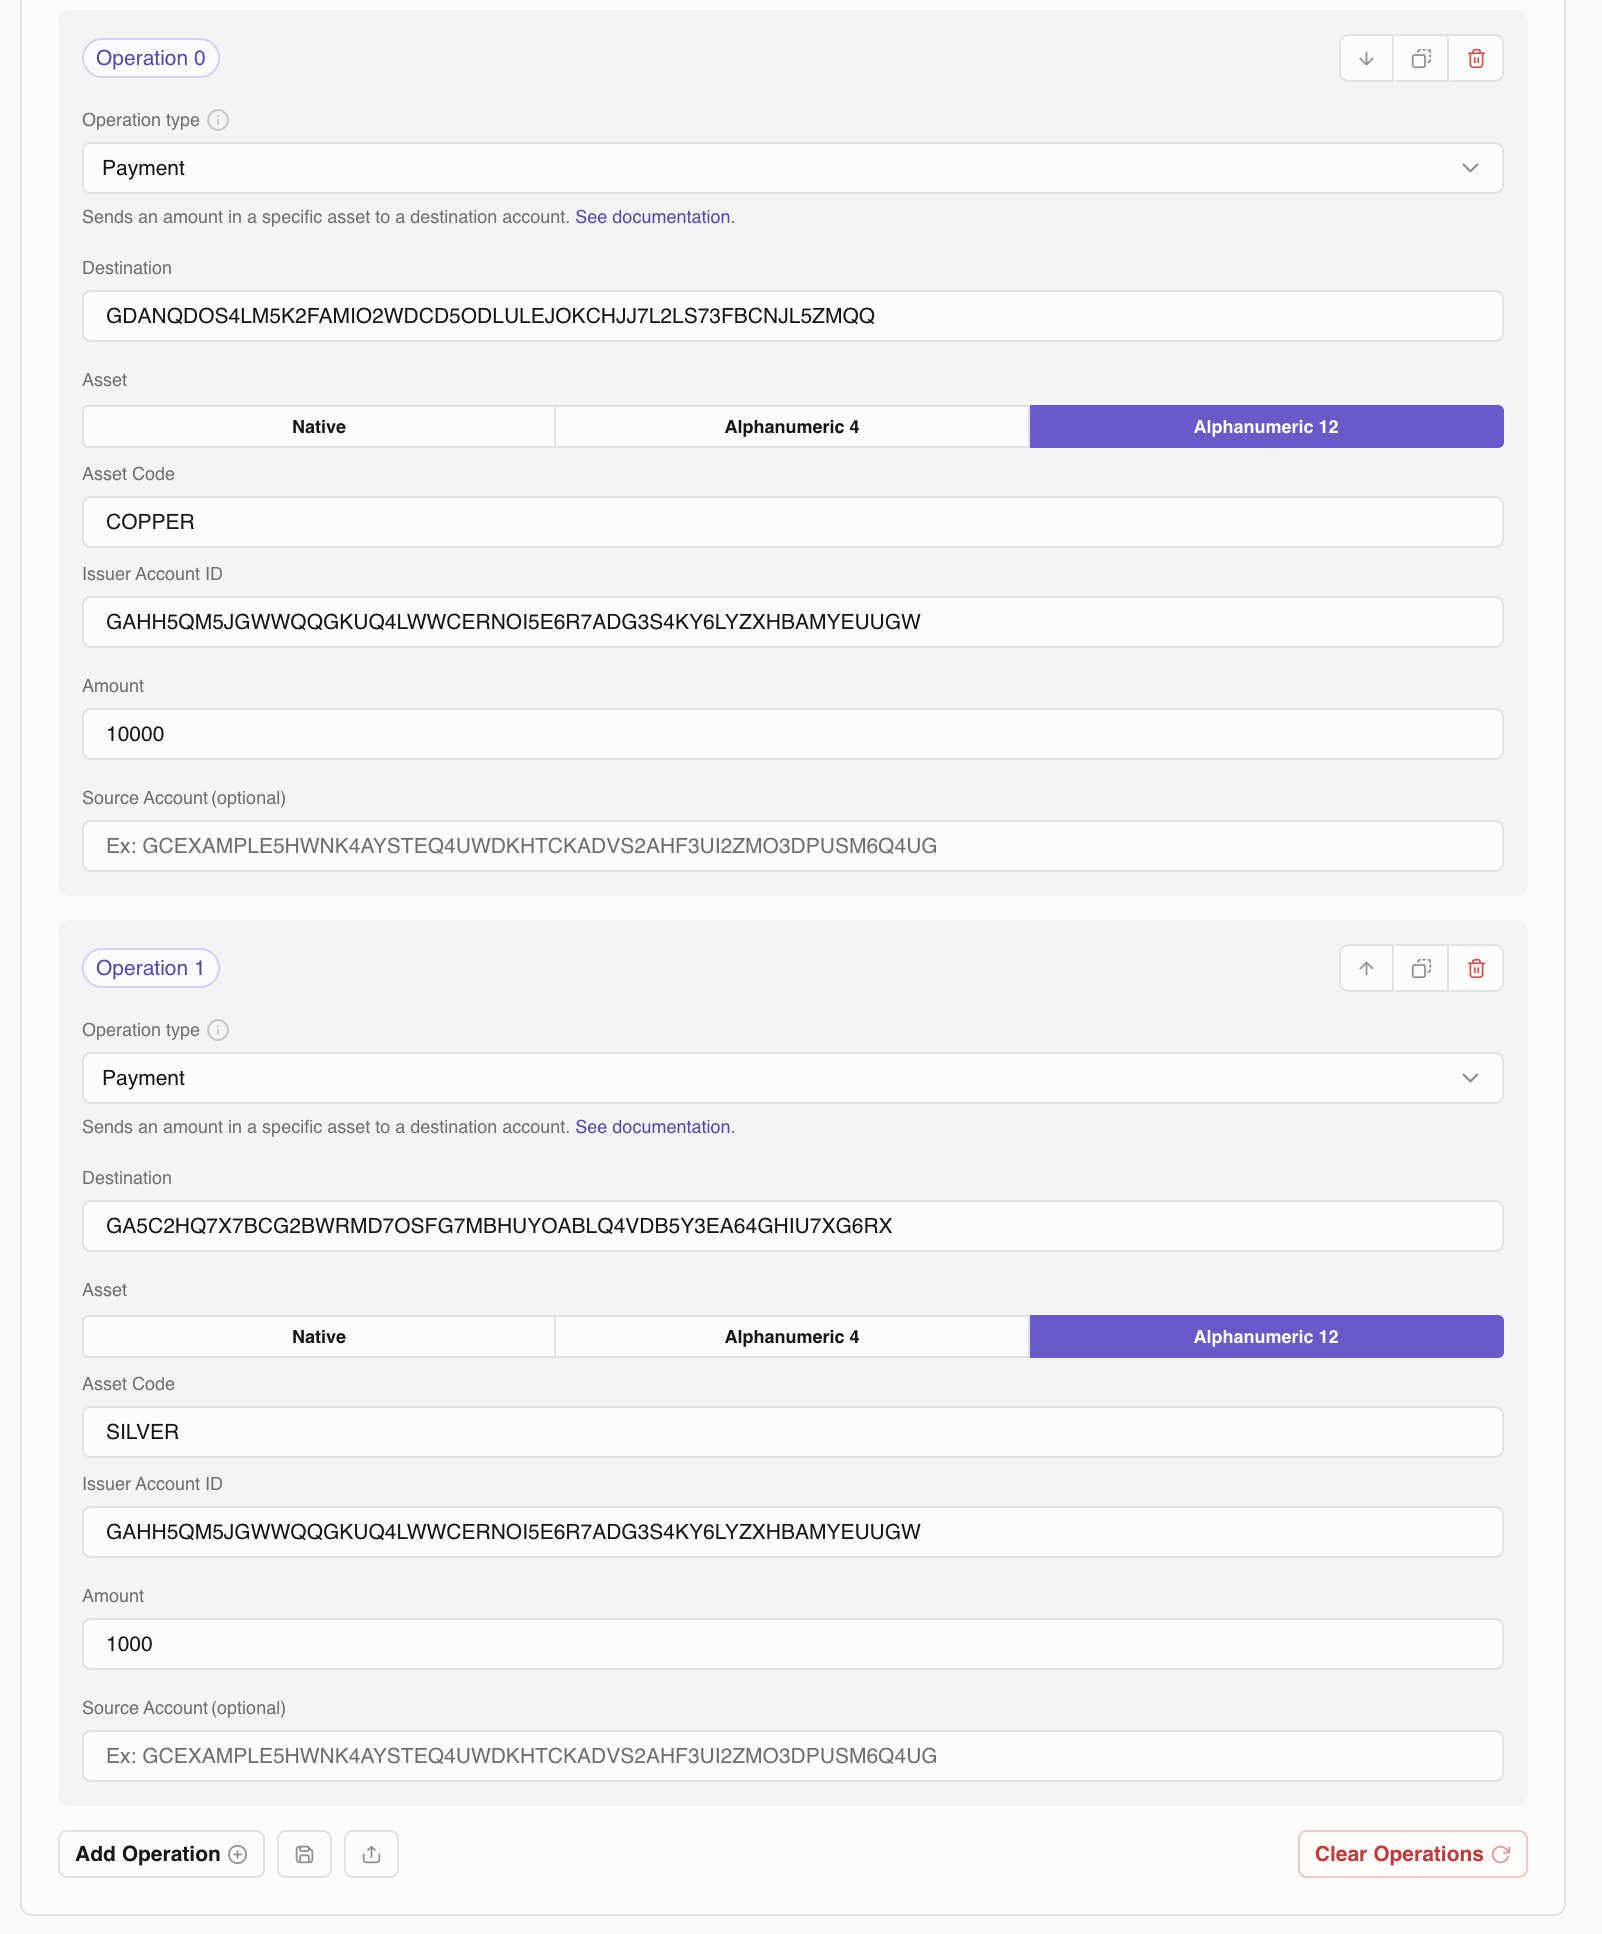 Operation 0
Operation type
Payment
Sends an amount in a specific asset to a destination account. See documentation.
Destination
GDANQDOS4LM5K2FAMIO2WDCD5ODLULEJOKCHJJ7L2LS73FBCNJL5ZMQQ
Asset
Native
Alphanumeric 4
Alphanumeric 12
Asset Code
COPPER
Issuer Account ID
GAHH5QM5JGWWQQGKUQ4LWWCERNOI5E6R7ADG3S4KY6LYZXHBAMYEUUGW
Amount
10000
Source Account (optional)
Ex: GCEXAMPLE5HWNK4AYSTEQ4UWDKHTCKADVS2AHF3UI2ZMO3DPUSM6Q4UG
Operation 1
Operation type
Payment
Sends an amount in a specific asset to a destination account. See documentation.
Destination
GA5C2HQ7X7BCG2BWRMD7OSFG7MBHUYOABLQ4VDB5Y3EA64GHIU7XG6RX
Asset
Native
Alphanumeric 4
Alphanumeric 12
Asset Code
SILVER
Issuer Account ID
GAHH5QM5JGWWQQGKUQ4LWWCERNOI5E6R7ADG3S4KY6LYZXHBAMYEUUGW
Amount
1000
Source Account (optional)
Ex: GCEXAMPLE5HWNK4AYSTEQ4UWDKHTCKADVS2AHF3UI2ZMO3DPUSM6Q4UG
Add Operation
Clear Operations